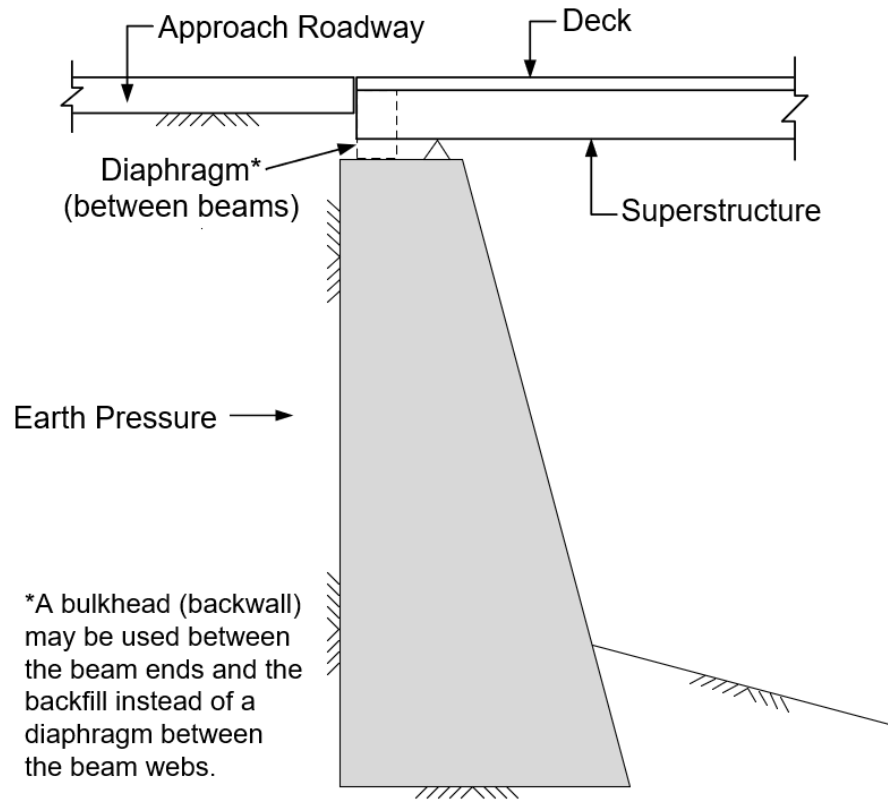 Approach Roadway
Deck
Diaphragm*
(between beams)
Superstructure
Earth Pressure
*A bulkhead (backwall)
may be used between
the beam ends and the
backfill instead of a
diaphragm between
the beam webs.